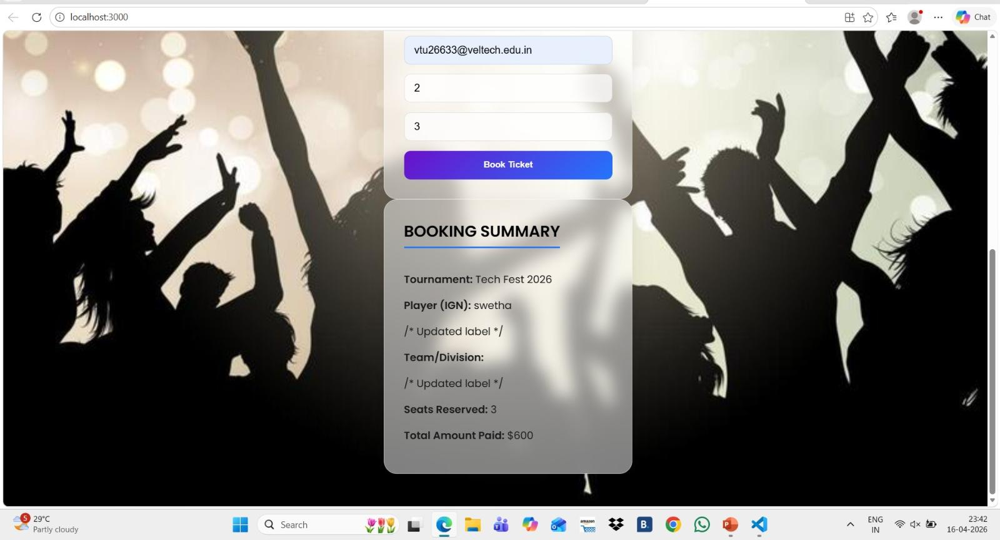 localhost:3000
Chat
vtu26633@veltech.edu.in
2
3
Book Ticket
BOOKING SUMMARY
Tournament: Tech Fest 2026
Player (IGN): swetha
/* Updated label */
Team/Division:
/* Updated label */
Seats Reserved: 3
Total Amount Paid: $600
5
29°C
Partly cloudy
Search
amazon
B.
ENG
IN
23:42
16-04-2026